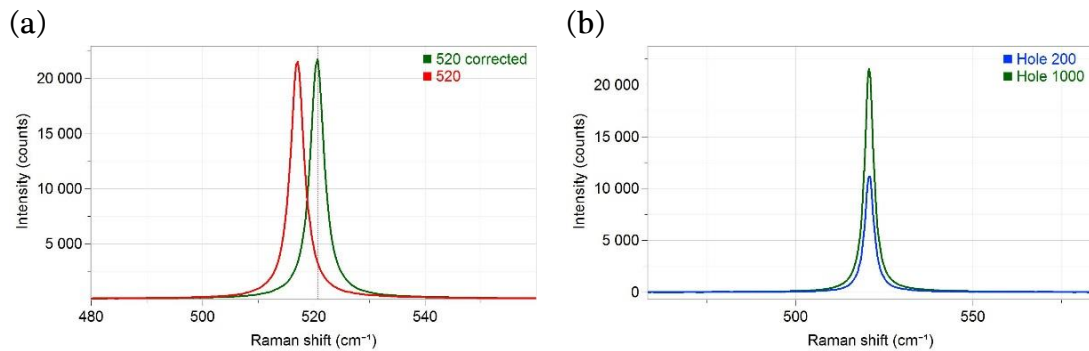 (a)
520 corrected
520
20 000
15 000
10 000
5 000
Intensity (counts)
480
500
520
540
Raman shift (cm⁻¹)
(b)
Hole 200
Hole 1000
20 000
15 000
10 000
5 000
0
Intensity (counts)
500
550
Raman shift (cm⁻¹)